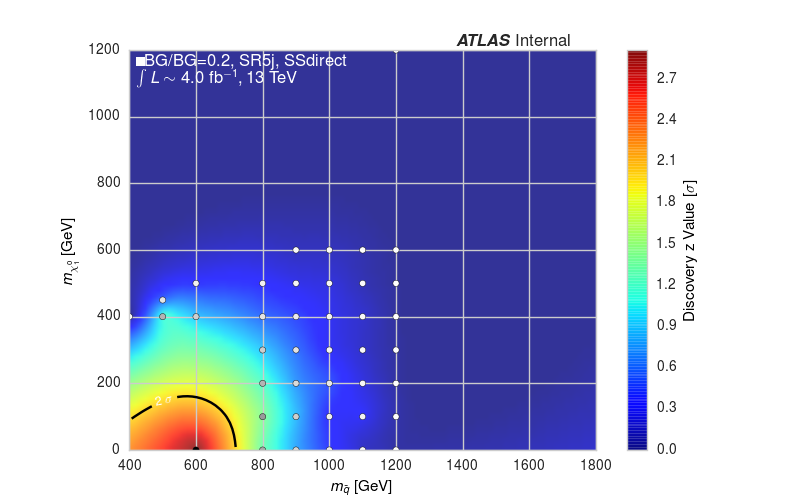 ATLAS Internal
BG/BG=0.2, SR5j, SSdirect
∫ L ∼ 4.0 fb⁻¹, 13 TeV
2 σ
1200
1000
800
600
400
200
0
400 600 800 1000 1200 1400 1600 1800
m_q̃ [GeV]
m_χ̃₁⁰ [GeV]
2.7
2.4
2.1
1.8
1.5
1.2
0.9
0.6
0.3
0.0
Discovery z Value [σ]